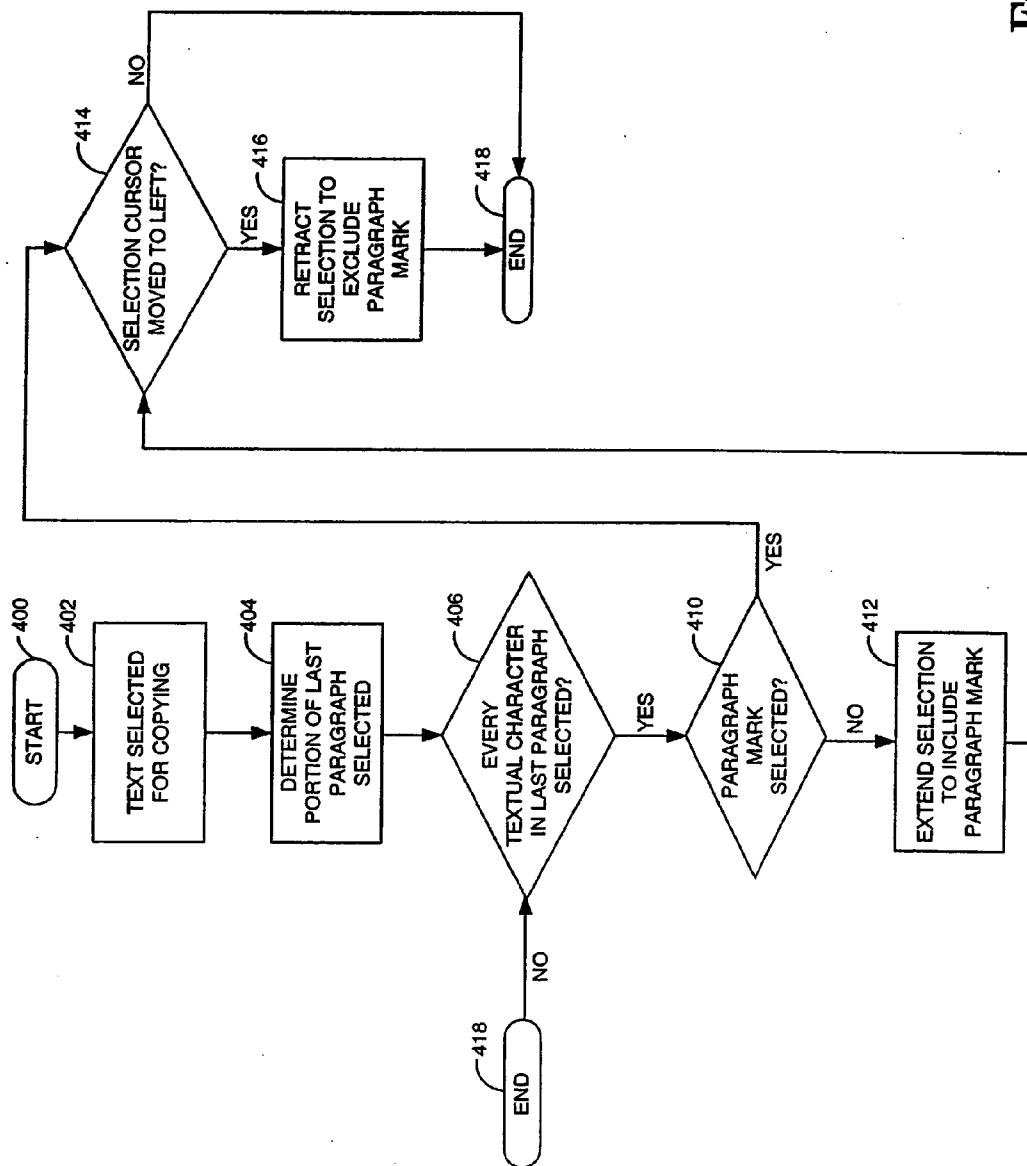 400
START
402
TEXT SELECTED
FOR COPYING
404
DETERMINE
PORTION OF LAST
PARAGRAPH
SELECTED
406
EVERY
TEXTUAL CHARACTER
IN LAST PARAGRAPH
SELECTED?
NO
418
END
YES
410
PARAGRAPH
MARK
SELECTED?
YES
NO
412
EXTEND SELECTION
TO INCLUDE
PARAGRAPH MARK
414
SELECTION CURSOR
MOVED TO LEFT?
NO
YES
416
RETRACT
SELECTION TO
EXCLUDE
PARAGRAPH
MARK
418
END